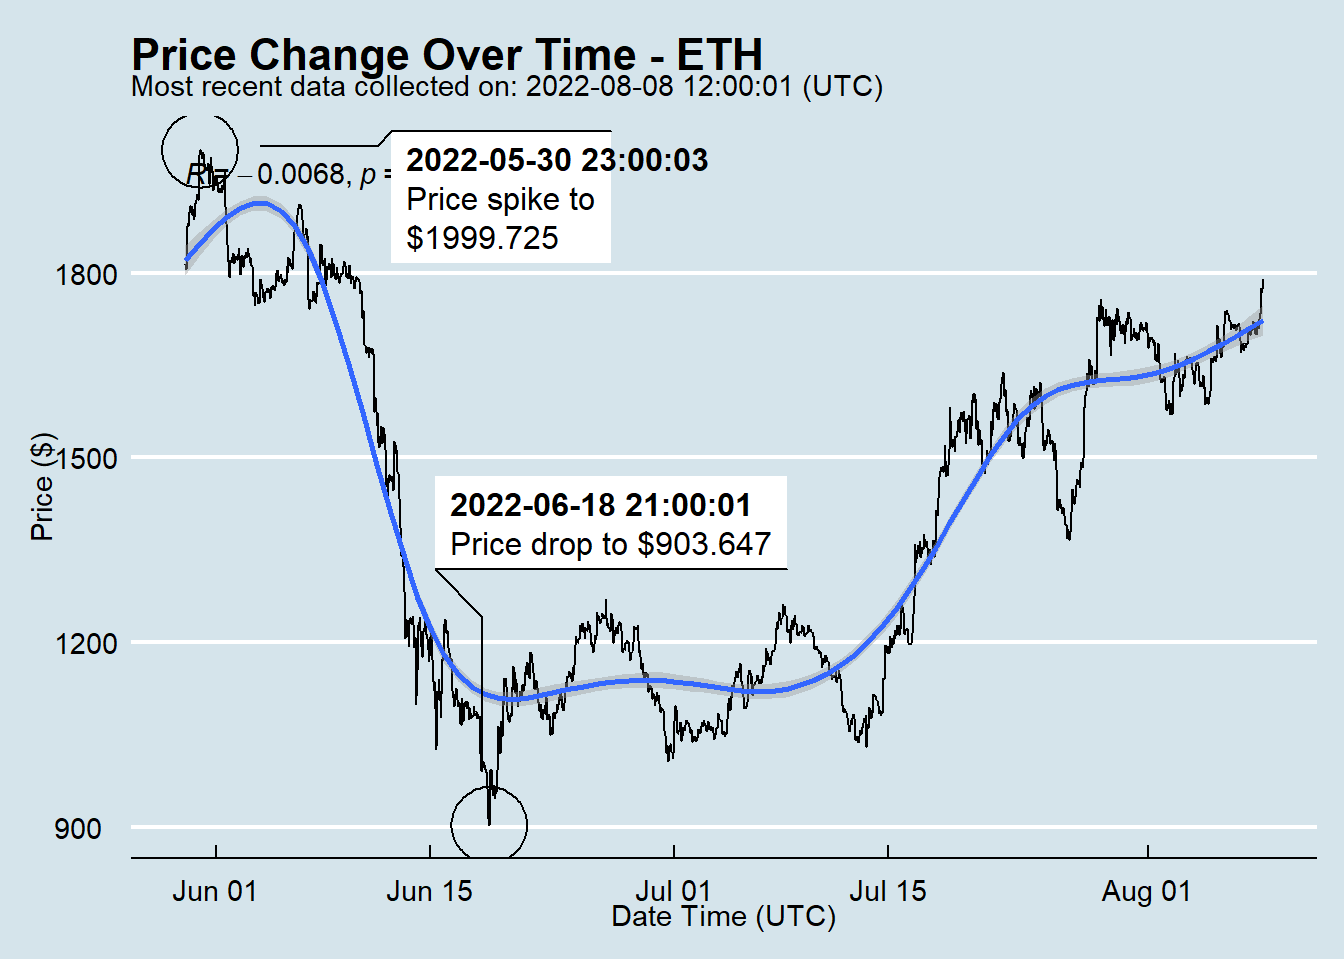 Price Change Over Time - ETH
Most recent data collected on: 2022-08-08 12:00:01 (UTC)
2022-05-30 23:00:03
Price spike to
$1999.725
−0.0068, p =
1800
1500
1200
900
Price ($)
2022-06-18 21:00:01
Price drop to $903.647
Jun 01
Jun 15
Jul 01
Jul 15
Aug 01
Date Time (UTC)